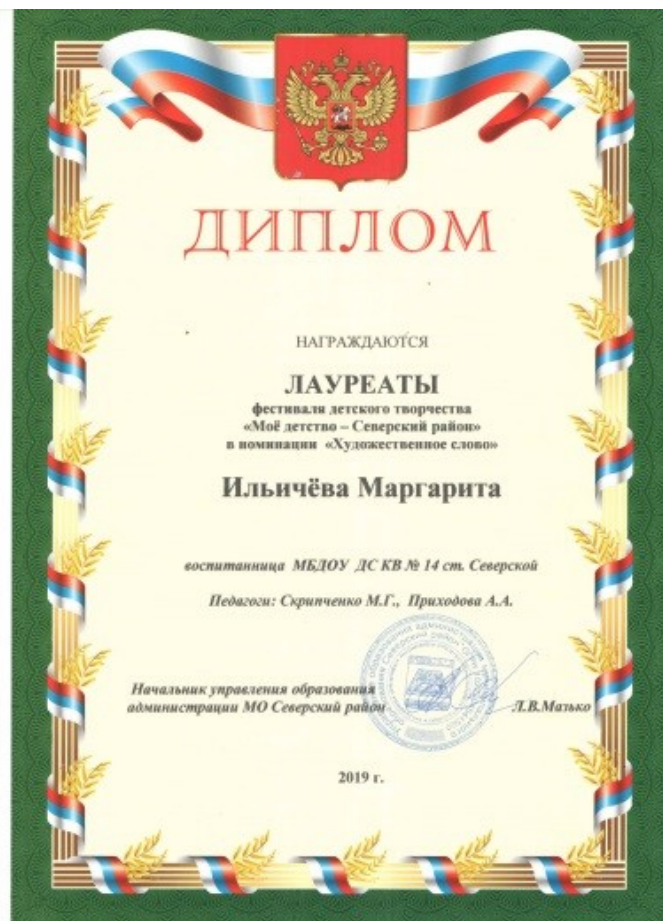 ДИПЛОМ
НАГРАЖДАЮТСЯ
ЛАУРЕАТЫ
фестиваля детского творчества
«Моё детство – Северский район»
в номинации «Художественное слово»
Ильичёва Маргарита
воспитанница МБДОУ ДС КВ № 14 ст. Северской
Педагоги: Скрипченко М.Г., Приходова А.А.
Начальник управления образования
администрации МО Северский район Л.В.Мазько
2019 г.